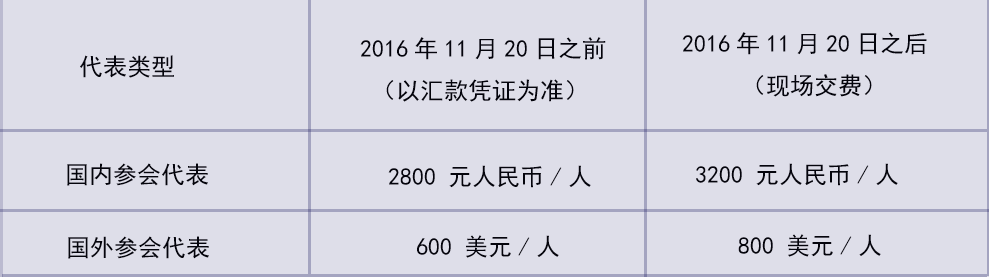 代表类型
2016 年 11 月 20 日之前
（以汇款凭证为准）
2016 年 11 月 20 日之后
（现场交费）
国内参会代表
2800 元人民币 / 人
3200 元人民币 / 人
国外参会代表
600 美元 / 人
800 美元 / 人